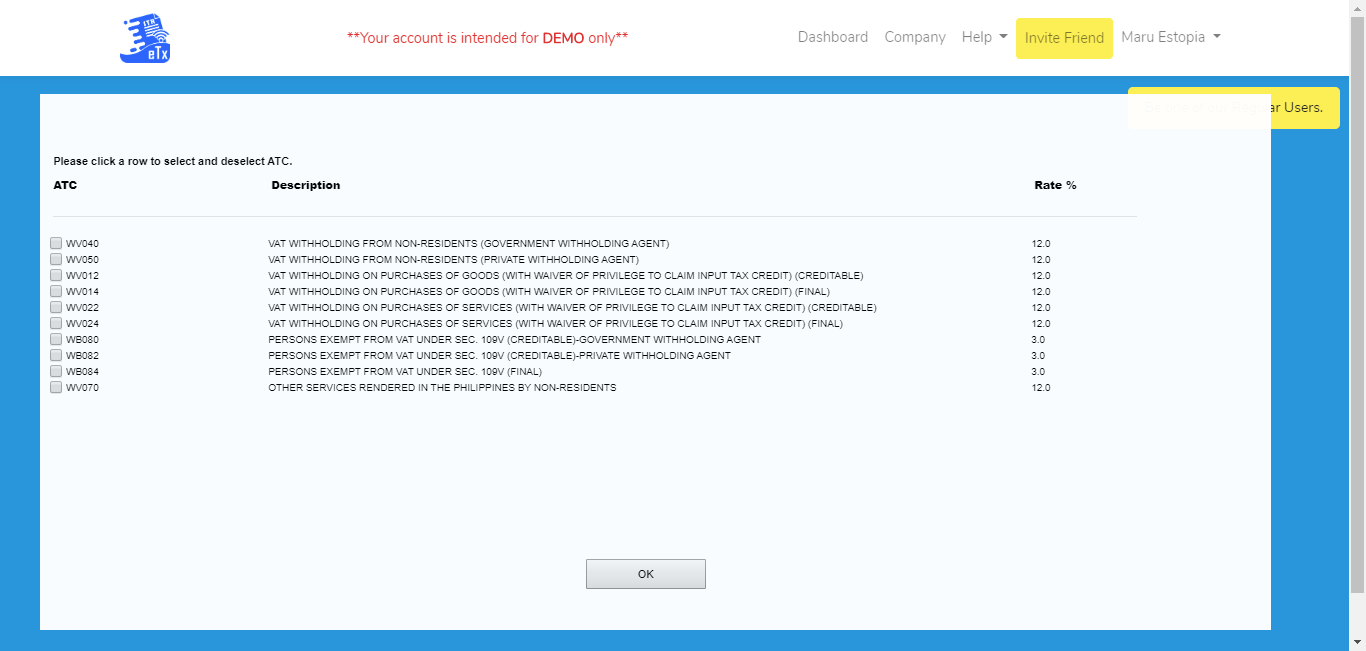 ITR
eTx
**Your account is intended for DEMO only**
Dashboard Company Help Invite Friend Maru Estopia
Users.
Please click a row to select and deselect ATC.
ATC Description Rate %
WV040 VAT WITHHOLDING FROM NON-RESIDENTS (GOVERNMENT WITHHOLDING AGENT) 12.0
WV050 VAT WITHHOLDING FROM NON-RESIDENTS (PRIVATE WITHHOLDING AGENT) 12.0
WV012 VAT WITHHOLDING ON PURCHASES OF GOODS (WITH WAIVER OF PRIVILEGE TO CLAIM INPUT TAX CREDIT) (CREDITABLE) 12.0
WV014 VAT WITHHOLDING ON PURCHASES OF GOODS (WITH WAIVER OF PRIVILEGE TO CLAIM INPUT TAX CREDIT) (FINAL) 12.0
WV022 VAT WITHHOLDING ON PURCHASES OF SERVICES (WITH WAIVER OF PRIVILEGE TO CLAIM INPUT TAX CREDIT) (CREDITABLE) 12.0
WV024 VAT WITHHOLDING ON PURCHASES OF SERVICES (WITH WAIVER OF PRIVILEGE TO CLAIM INPUT TAX CREDIT) (FINAL) 12.0
WB080 PERSONS EXEMPT FROM VAT UNDER SEC. 109V (CREDITABLE)-GOVERNMENT WITHHOLDING AGENT 3.0
WB082 PERSONS EXEMPT FROM VAT UNDER SEC. 109V (CREDITABLE)-PRIVATE WITHHOLDING AGENT 3.0
WB084 PERSONS EXEMPT FROM VAT UNDER SEC. 109V (FINAL) 3.0
WV070 OTHER SERVICES RENDERED IN THE PHILIPPINES BY NON-RESIDENTS 12.0
OK